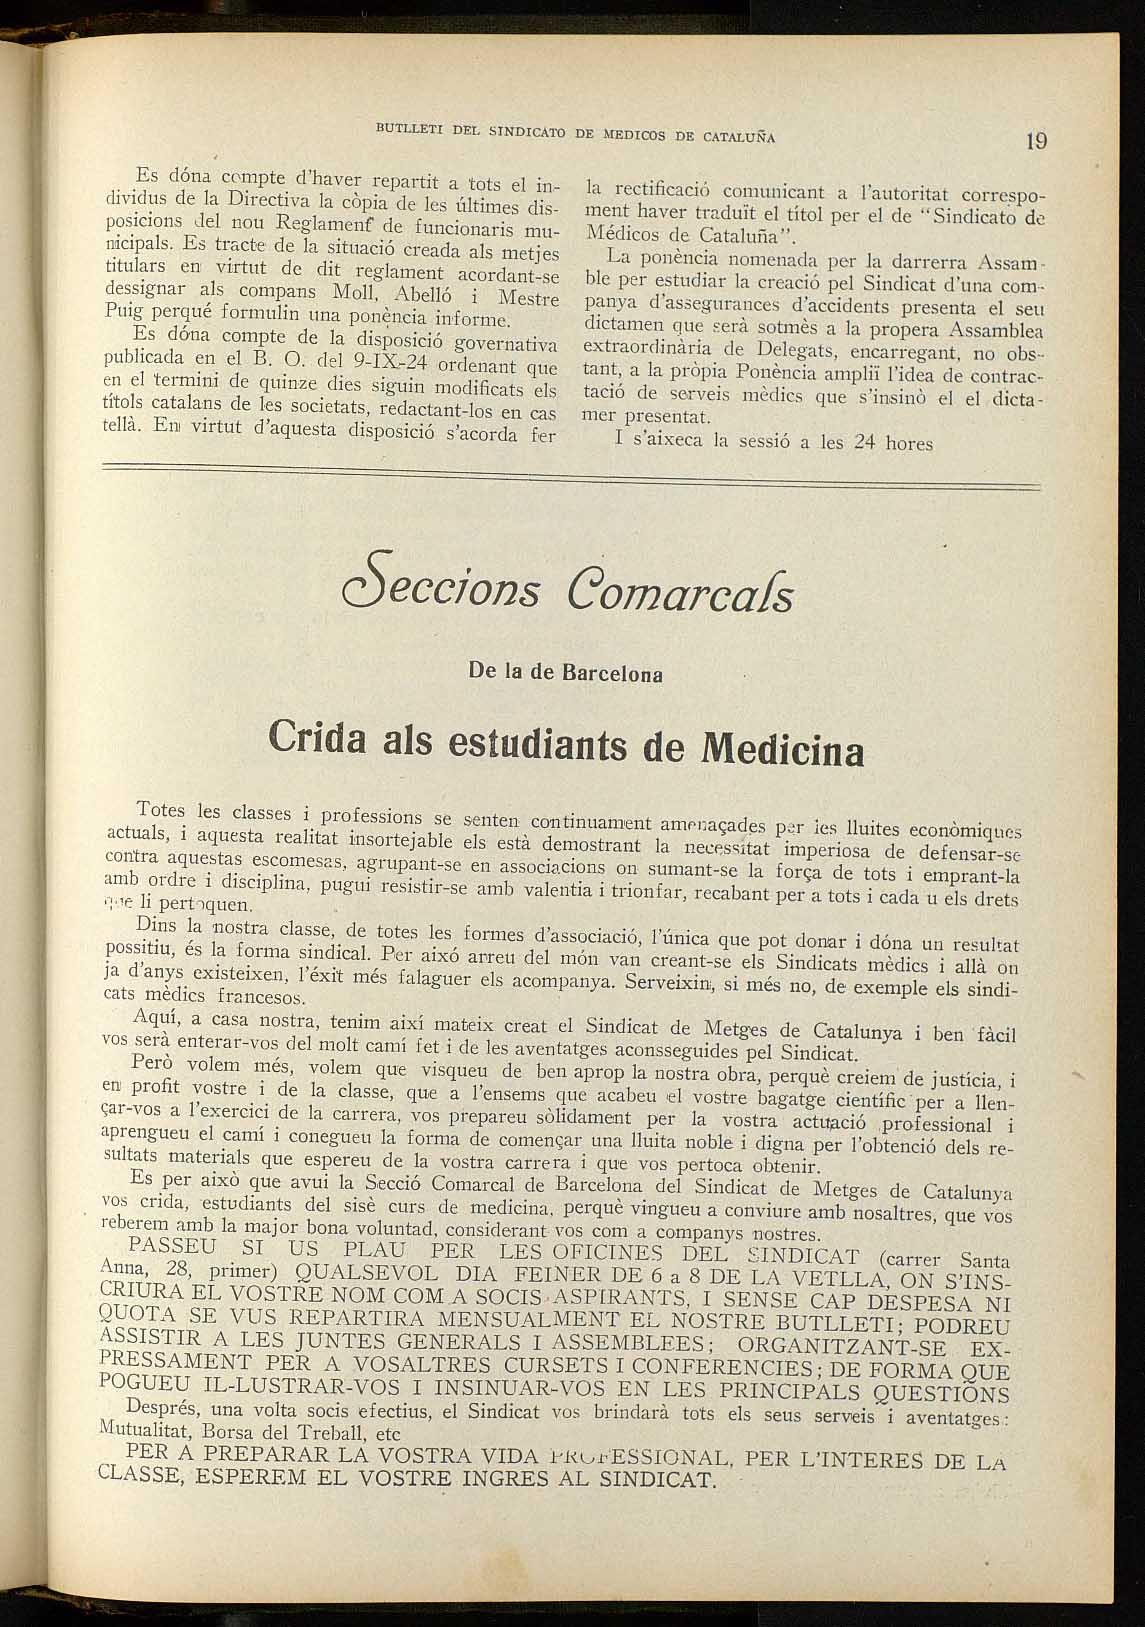 BUTLLETI DEL SINDICATO DE MEDICOS DE CATALUÑA
19
Es dóna compte d'haver repartit a tots el in-
dividus de la Directiva la còpia de les últimes dis-
posicions del nou Reglament de funcionaris mu-
nicipals. Es tracte de la situació creada als metjes
titulars en virtut de dit reglament acordant-se
dessignar als compans Moll, Abelló i Mestre
Puig perqué formulin una ponència informe.
Es dóna compte de la disposició governativa
publicada en el B. O. del 9-IX-24 ordenant que
en el termini de quinze dies siguin modificats els
títols catalans de les societats, redactant-los en cas
tellà. En virtut d'aquesta disposició s'acorda fer
la rectificació comunicant a l'autoritat correspo-
ment haver traduït el títol per el de "Sindicato de
Médicos de Cataluña".
La ponència nomenada per la darrerra Assam-
ble per estudiar la creació pel Sindicat d'una com-
panya d'assegurances d'accidents presenta el seu
dictamen que serà sotmès a la propera Assamblea
extraordinària de Delegats, encarregant, no obs-
tant, a la pròpia Ponència ampliï l'idea de contrac-
tació de serveis mèdics que s'insinò el el dicta-
mer presentat.
I s'aixeca la sessió a les 24 hores
Seccions Comarcals
De la de Barcelona
Crida als estudiants de Medicina
Totes les classes i professions se senten continuament amenaçades per les lluites econòmiques
actuals, i aquesta realitat insortejable els està demostrant la necessitat imperiosa de defensar-se
contra aquestas escomesas, agrupant-se en associacions on sumant-se la força de tots i emprant-la
amb ordre i disciplina, pugui resistir-se amb valentia i trionfar, recabant per a tots i cada u els drets
que li pertoquen.
Dins la nostra classe, de totes les formes d'associació, l'única que pot donar i dóna un resultat
possitiu, és la forma sindical. Per aixó arreu del món van creant-se els Sindicats mèdics i allà on
ja d'anys existeixen, l'éxit més falaguer els acompanya. Serveixin, si més no, de exemple els sindi-
cats mèdics francesos.
Aquí, a casa nostra, tenim així mateix creat el Sindicat de Metges de Catalunya i ben fàcil
vos serà enterar-vos del molt camí fet i de les aventatges aconsseguides pel Sindicat.
Però volem més, volem que visqueu de ben aprop la nostra obra, perquè creiem de justícia, i
en profit vostre i de la classe, que a l'ensems que acabeu el vostre bagatge científic per a llen-
çar-vos a l'exercici de la carrera, vos prepareu sòlidament per la vostra actuació professional i
aprengueu el camí i conegueu la forma de començar una lluita noble i digna per l'obtenció dels re-
sultats materials que espereu de la vostra carrera i que vos pertoca obtenir.
Es per això que avui la Secció Comarcal de Barcelona del Sindicat de Metges de Catalunya
vos crida, estudiants del sisè curs de medicina, perquè vingueu a conviure amb nosaltres, que vos
reberem amb la major bona voluntad, considerant vos com a companys nostres.
PASSEU SI US PLAU PER LES OFICINES DEL SINDICAT (carrer Santa
Anna, 28, primer) QUALSEVOL DIA FEINER DE 6 a 8 DE LA VETLLA, ON S'INS-
CRIURA EL VOSTRE NOM COM A SOCIS ASPIRANTS, I SENSE CAP DESPESA NI
QUOTA SE VUS REPARTIRA MENSUALMENT EL NOSTRE BUTLLETI; PODREU
ASSISTIR A LES JUNTES GENERALS I ASSEMBLEES; ORGANITZANT-SE EX-
PRESSAMENT PER A VOSALTRES CURSETS I CONFERENCIES; DE FORMA QUE
POGUEU IL-LUSTRAR-VOS I INSINUAR-VOS EN LES PRINCIPALS QUESTIONS
Després, una volta socis efectius, el Sindicat vos brindarà tots els seus serveis i aventatges:
Mutualitat, Borsa del Treball, etc
PER A PREPARAR LA VOSTRA VIDA PROFESSIONAL, PER L'INTERES DE LA
CLASSE, ESPEREM EL VOSTRE INGRES AL SINDICAT.